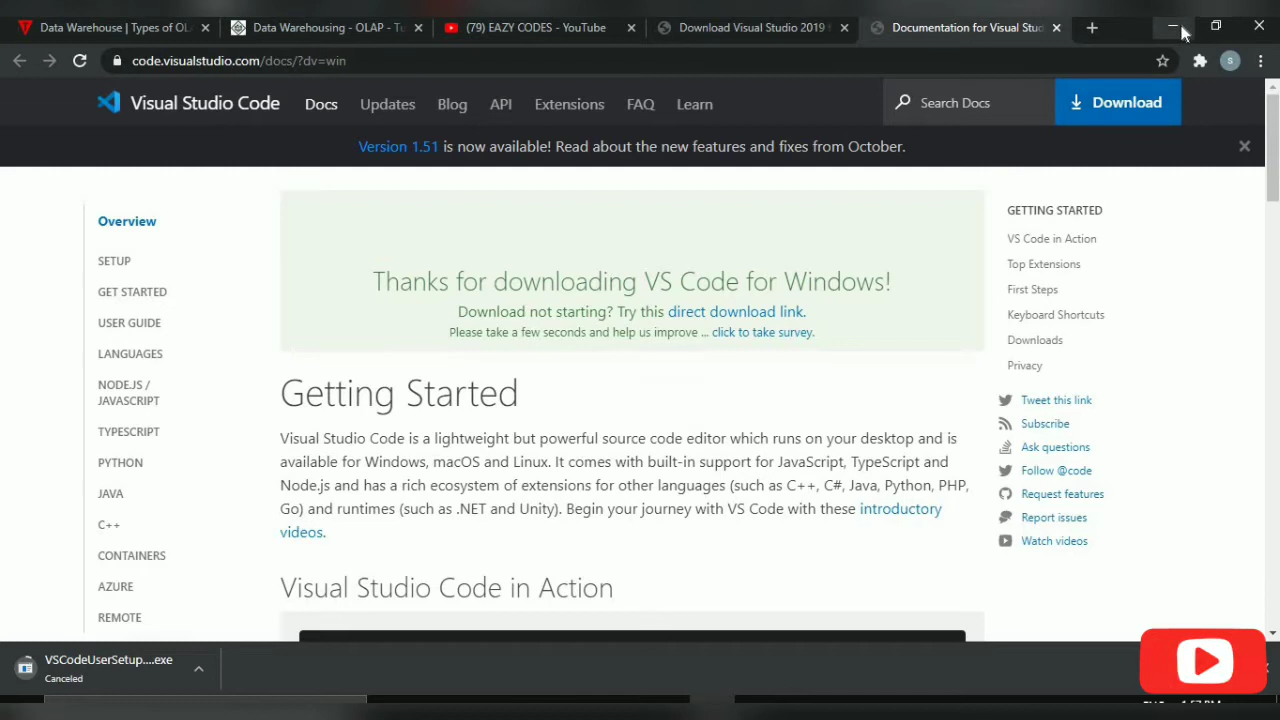 Data Warehouse | Types of OL
Data Warehousing - OLAP - Tu
(79) EAZY CODES - YouTube
Download Visual Studio 2019 f
Documentation for Visual Stud
code.visualstudio.com/docs/?dv=win
S
Visual Studio Code
Docs
Updates
Blog
API
Extensions
FAQ
Learn
Search Docs
Download
Version 1.51 is now available! Read about the new features and fixes from October.
Overview
SETUP
GET STARTED
USER GUIDE
LANGUAGES
NODE.JS /
JAVASCRIPT
TYPESCRIPT
PYTHON
JAVA
C++
CONTAINERS
AZURE
REMOTE
Thanks for downloading VS Code for Windows!
Download not starting? Try this direct download link.
Please take a few seconds and help us improve ... click to take survey.
Getting Started
Visual Studio Code is a lightweight but powerful source code editor which runs on your desktop and is
available for Windows, macOS and Linux. It comes with built-in support for JavaScript, TypeScript and
Node.js and has a rich ecosystem of extensions for other languages (such as C++, C#, Java, Python, PHP,
Go) and runtimes (such as .NET and Unity). Begin your journey with VS Code with these introductory
videos.
Visual Studio Code in Action
GETTING STARTED
VS Code in Action
Top Extensions
First Steps
Keyboard Shortcuts
Downloads
Privacy
Tweet this link
Subscribe
Ask questions
Follow @code
Request features
Report issues
Watch videos
VSCodeUserSetup....exe
Canceled